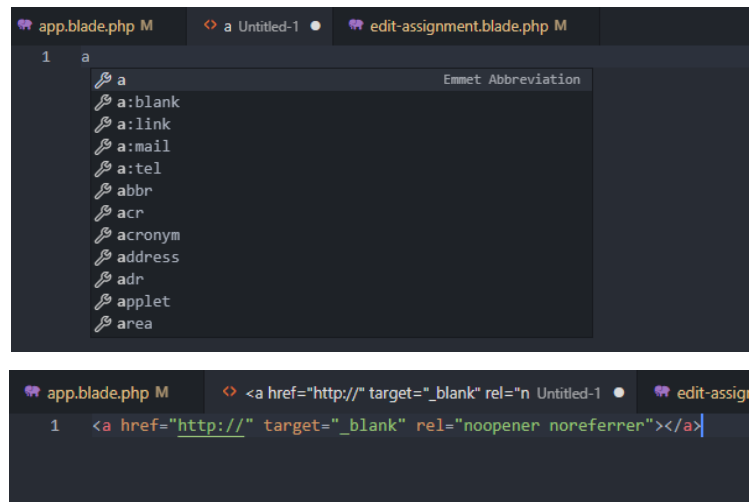 app.blade.php M a Untitled-1 edit-assignment.blade.php M
1 a
a Emmet Abbreviation
a:blank
a:link
a:mail
a:tel
abbr
acr
acronym
address
adr
applet
area
app.blade.php M <a href="http://" target="_blank" rel="n Untitled-1 edit-assign
1 <a href="http://" target="_blank" rel="noopener noreferrer"></a>